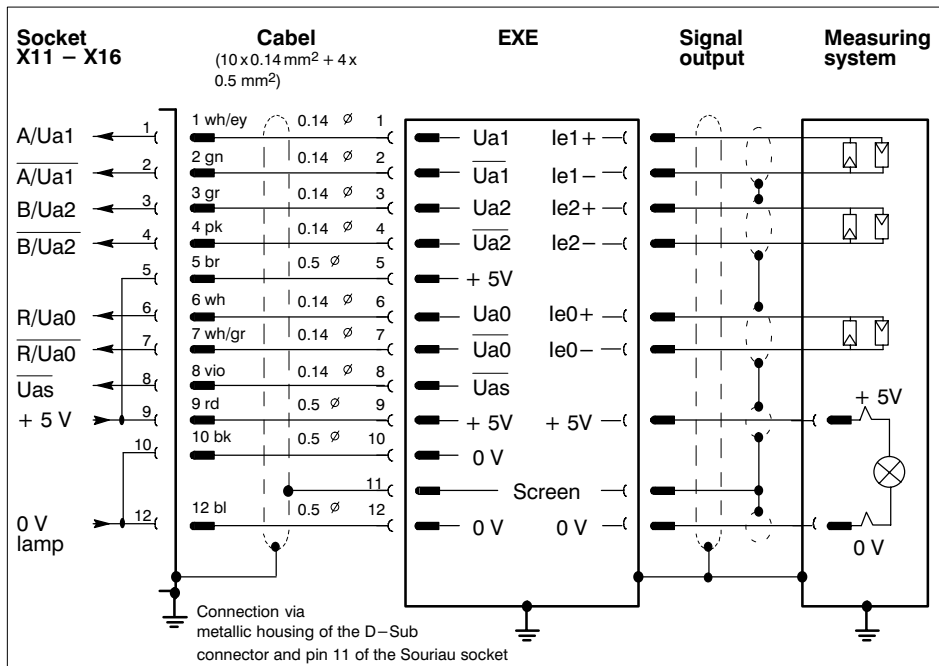 Socket X11 – X16
Cabel
(10 x 0.14 mm² + 4 x 0.5 mm²)
EXE
Signal output
Measuring system
A/Ua1 1 1 wh/ey 0.14 ⌀ 1 Ua1 Ie1+
A/Ua1 2 2 gn 0.14 ⌀ 2 Ua1 Ie1–
B/Ua2 3 3 gr 0.14 ⌀ 3 Ua2 Ie2+
B/Ua2 4 4 pk 0.14 ⌀ 4 Ua2 Ie2–
5 5 br 0.5 ⌀ 5 + 5V
R/Ua0 6 6 wh 0.14 ⌀ 6 Ua0 Ie0+
R/Ua0 7 7 wh/gr 0.14 ⌀ 7 Ua0 Ie0–
Uas 8 8 vio 0.14 ⌀ 8 Uas
+ 5 V 9 9 rd 0.5 ⌀ 9 + 5V + 5V + 5V
10 10 bk 0.5 ⌀ 10 0 V
11 Screen
0 V lamp 12 12 bl 0.5 ⌀ 12 0 V 0 V 0 V
Connection via
metallic housing of the D–Sub
connector and pin 11 of the Souriau socket